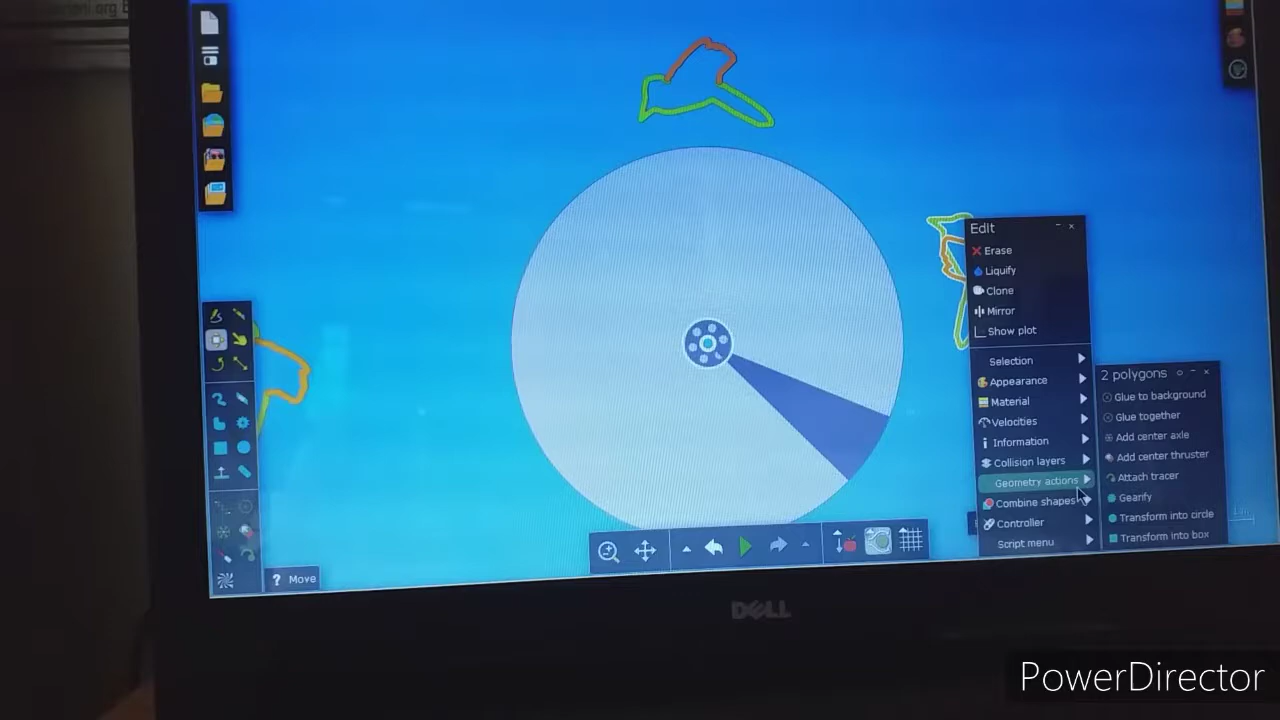 Edit
Erase
Liquify
Clone
Mirror
Show plot
Selection
Appearance
Material
Velocities
Information
Collision layers
Geometry actions
Combine shapes
Controller
Script menu
2 polygons
Glue to background
Glue together
Add center axle
Add center thruster
Attach tracer
Gearify
Transform into circle
Transform into box
? Move
DELL
PowerDirector